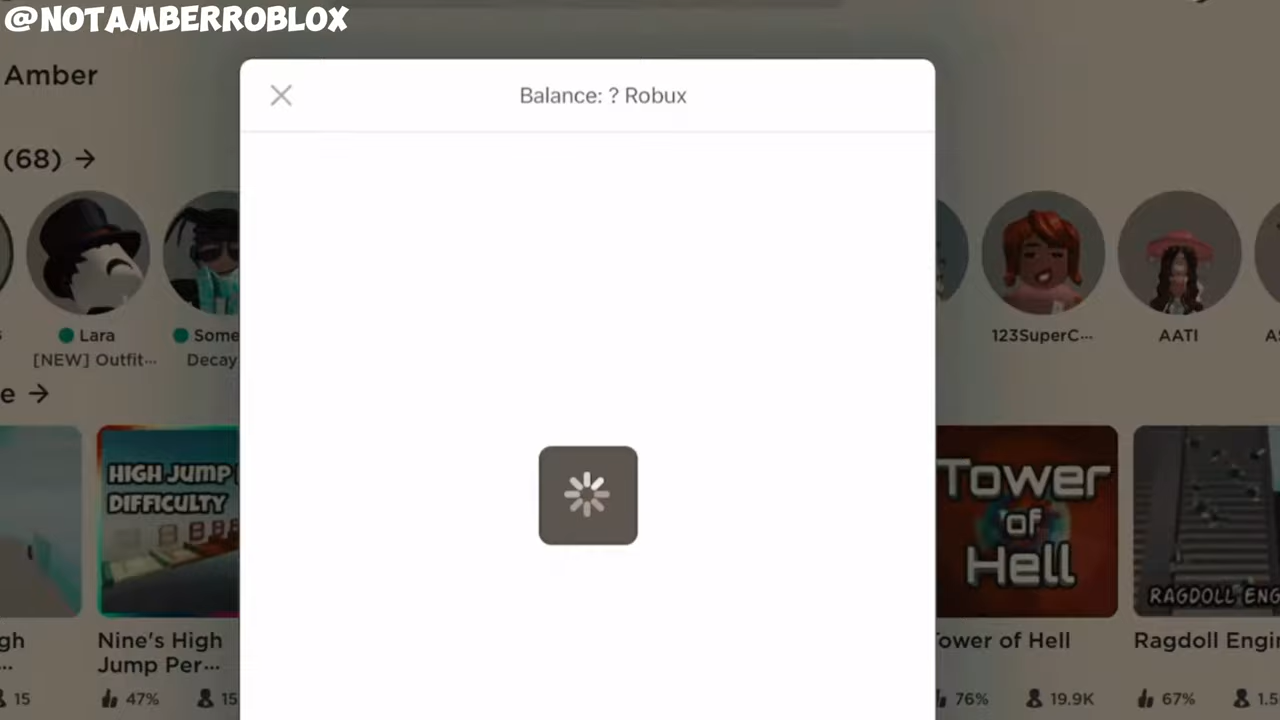 @NOTAMBERROBLOX
Amber
Balance: ? Robux
(68)
Lara
Some
123SuperC...
AATI
[NEW] Outfit...
Decay
e
HIGH JUMP
DIFFICULTY
Tower
of
Hell
RAGDOLL ENG
gh
Nine's High
Jump Per...
ower of Hell
Ragdoll Engi
15
47%
15
76%
19.9K
67%
1.5